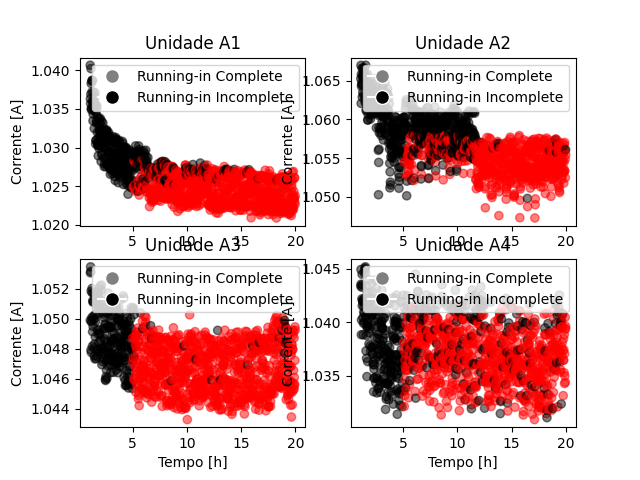 Unidade A1
Corrente [A]
1.040
1.035
1.030
1.025
1.020
5
10
15
20
Running-in Complete
Running-in Incomplete
Unidade A2
Corrente [A]
1.065
1.060
1.055
1.050
5
10
15
20
Running-in Complete
Running-in Incomplete
Unidade A3
Corrente [A]
1.052
1.050
1.048
1.046
1.044
5
10
15
20
Tempo [h]
Running-in Complete
Running-in Incomplete
Unidade A4
Corrente [A]
1.045
1.040
1.035
5
10
15
20
Tempo [h]
Running-in Complete
Running-in Incomplete